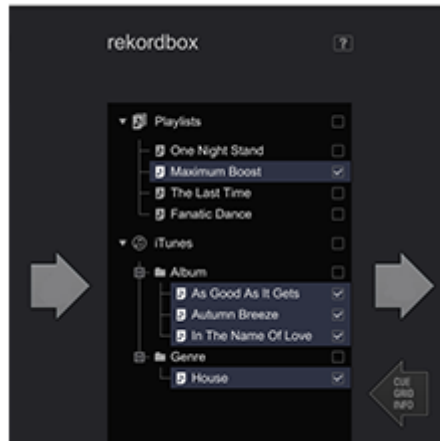 rekordbox ?
Playlists
One Night Stand
Maximum Boost
The Last Time
Fanatic Dance
iTunes
Album
As Good As It Gets
Autumn Breeze
In The Name Of Love
Genre
House
CUE
GRID
INFO